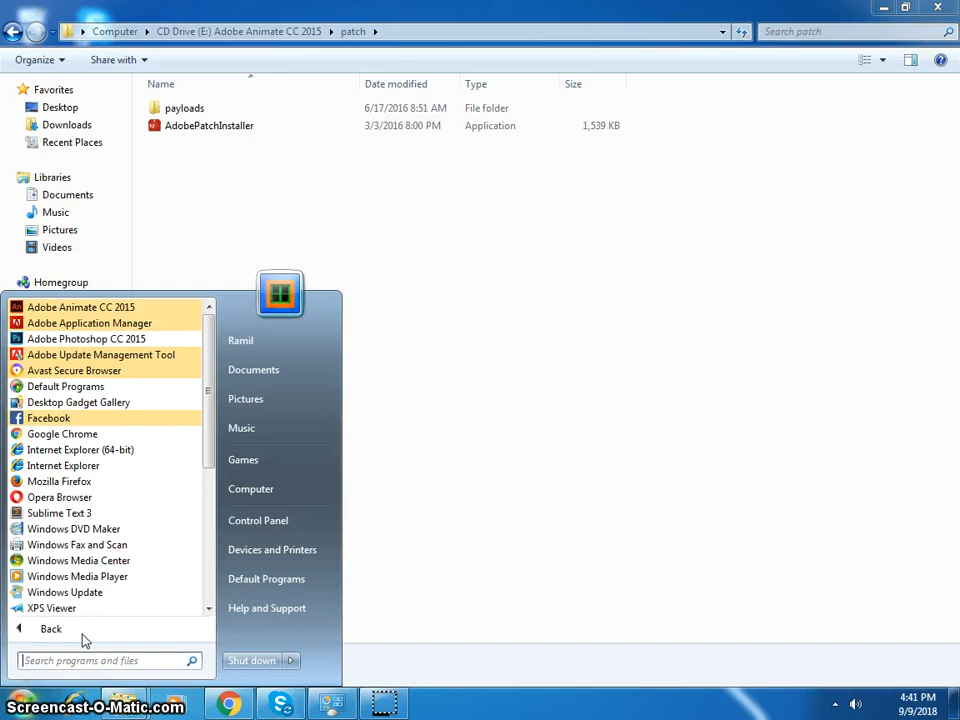 Computer ▸ CD Drive (E:) Adobe Animate CC 2015 ▸ patch ▸
Search patch
Organize
Share with
Name
Date modified
Type
Size
payloads
6/17/2016 8:51 AM
File folder
AdobePatchInstaller
3/3/2016 8:00 PM
Application
1,539 KB
Favorites
Desktop
Downloads
Recent Places
Libraries
Documents
Music
Pictures
Videos
Homegroup
Adobe Animate CC 2015
Adobe Application Manager
Adobe Photoshop CC 2015
Adobe Update Management Tool
Avast Secure Browser
Default Programs
Desktop Gadget Gallery
Facebook
Google Chrome
Internet Explorer (64-bit)
Internet Explorer
Mozilla Firefox
Opera Browser
Sublime Text 3
Windows DVD Maker
Windows Fax and Scan
Windows Media Center
Windows Media Player
Windows Update
XPS Viewer
Back
Search programs and files
Ramil
Documents
Pictures
Music
Games
Computer
Control Panel
Devices and Printers
Default Programs
Help and Support
Shut down
Screencast-O-Matic.com
4:41 PM
9/9/2018